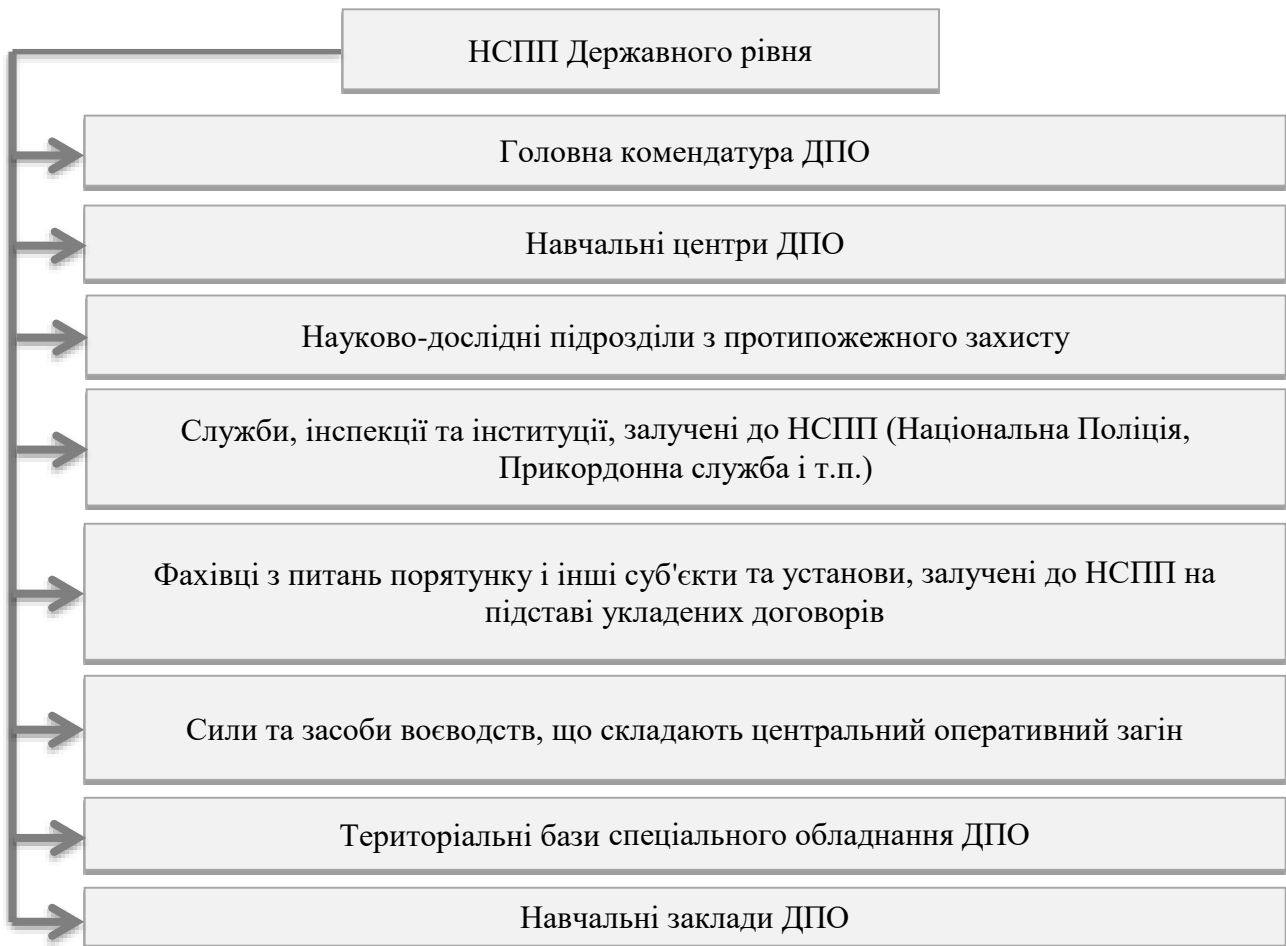 НСПП Державного рівня
Головна комендатура ДПО
Навчальні центри ДПО
Науково-дослідні підрозділи з протипожежного захисту
Служби, інспекції та інституції, залучені до НСПП (Національна Поліція,
Прикордонна служба і т.п.)
Фахівці з питань порятунку і інші суб'єкти та установи, залучені до НСПП на
підставі укладених договорів
Сили та засоби воєводств, що складають центральний оперативний загін
Територіальні бази спеціального обладнання ДПО
Навчальні заклади ДПО